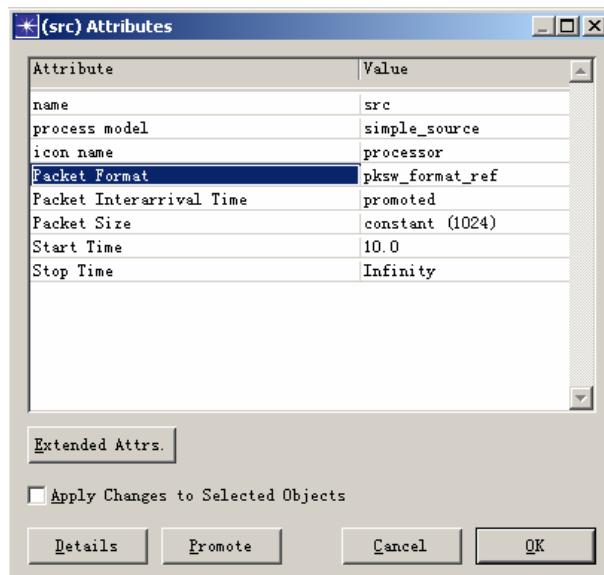 (src) Attributes
Attribute Value
name src
process model simple_source
icon name processor
Packet Format pksw_format_ref
Packet Interarrival Time promoted
Packet Size constant (1024)
Start Time 10.0
Stop Time Infinity
Extended Attrs.
Apply Changes to Selected Objects
Details Promote Cancel OK